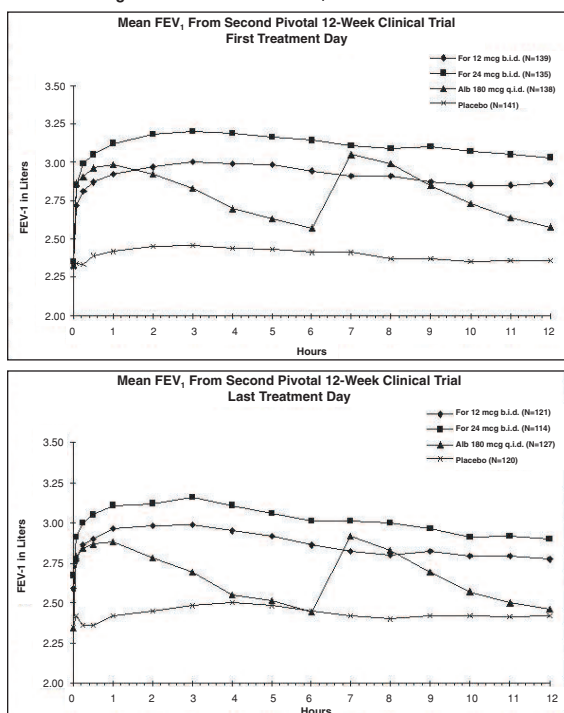 Mean FEV1 From Second Pivotal 12-Week Clinical Trial
First Treatment Day
For 12 mcg b.i.d. (N=139)
For 24 mcg b.i.d. (N=135)
Alb 180 mcg q.i.d. (N=138)
Placebo (N=141)
3.50
3.25
3.00
2.75
2.50
2.25
2.00
FEV-1 in Liters
0 1 2 3 4 5 6 7 8 9 10 11 12
Hours
Mean FEV1 From Second Pivotal 12-Week Clinical Trial
Last Treatment Day
For 12 mcg b.i.d. (N=121)
For 24 mcg b.i.d. (N=114)
Alb 180 mcg q.i.d. (N=127)
Placebo (N=120)
3.50
3.25
3.00
2.75
2.50
2.25
2.00
FEV-1 in Liters
0 1 2 3 4 5 6 7 8 9 10 11 12
Hours